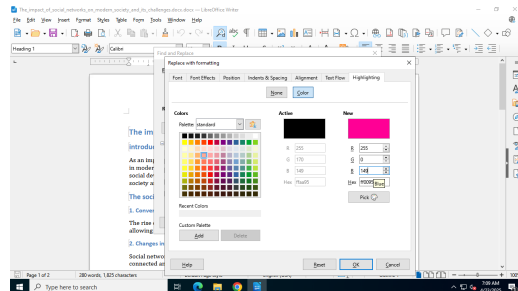 The_impact_of_social_networks_on_modern_society_and_its_challenges.docx.docx — LibreOffice Writer
File Edit View Insert Format Styles Table Form Tools Window Help
Heading 1
Calibri
Find and Replace
Replace with formatting
Font Font Effects Position Indents & Spacing Alignment Text Flow Highlighting
None Color
Colors Active New
Palette: standard
R 255 R 255
G 170 G 0
B 149 B 149
Hex ffaa95 Hex ff0095 Blue
Pick
Recent Colors
Custom Palette
Add Delete
Help Reset OK Cancel
The im
introduc
As an imp
in modern
social de
society a
The soci
1. Conver
The rise
allowing
2. Changes in
Social netwo
connected a
Page 1 of 2 280 words, 1,825 characters
Type here to search
7:09 AM